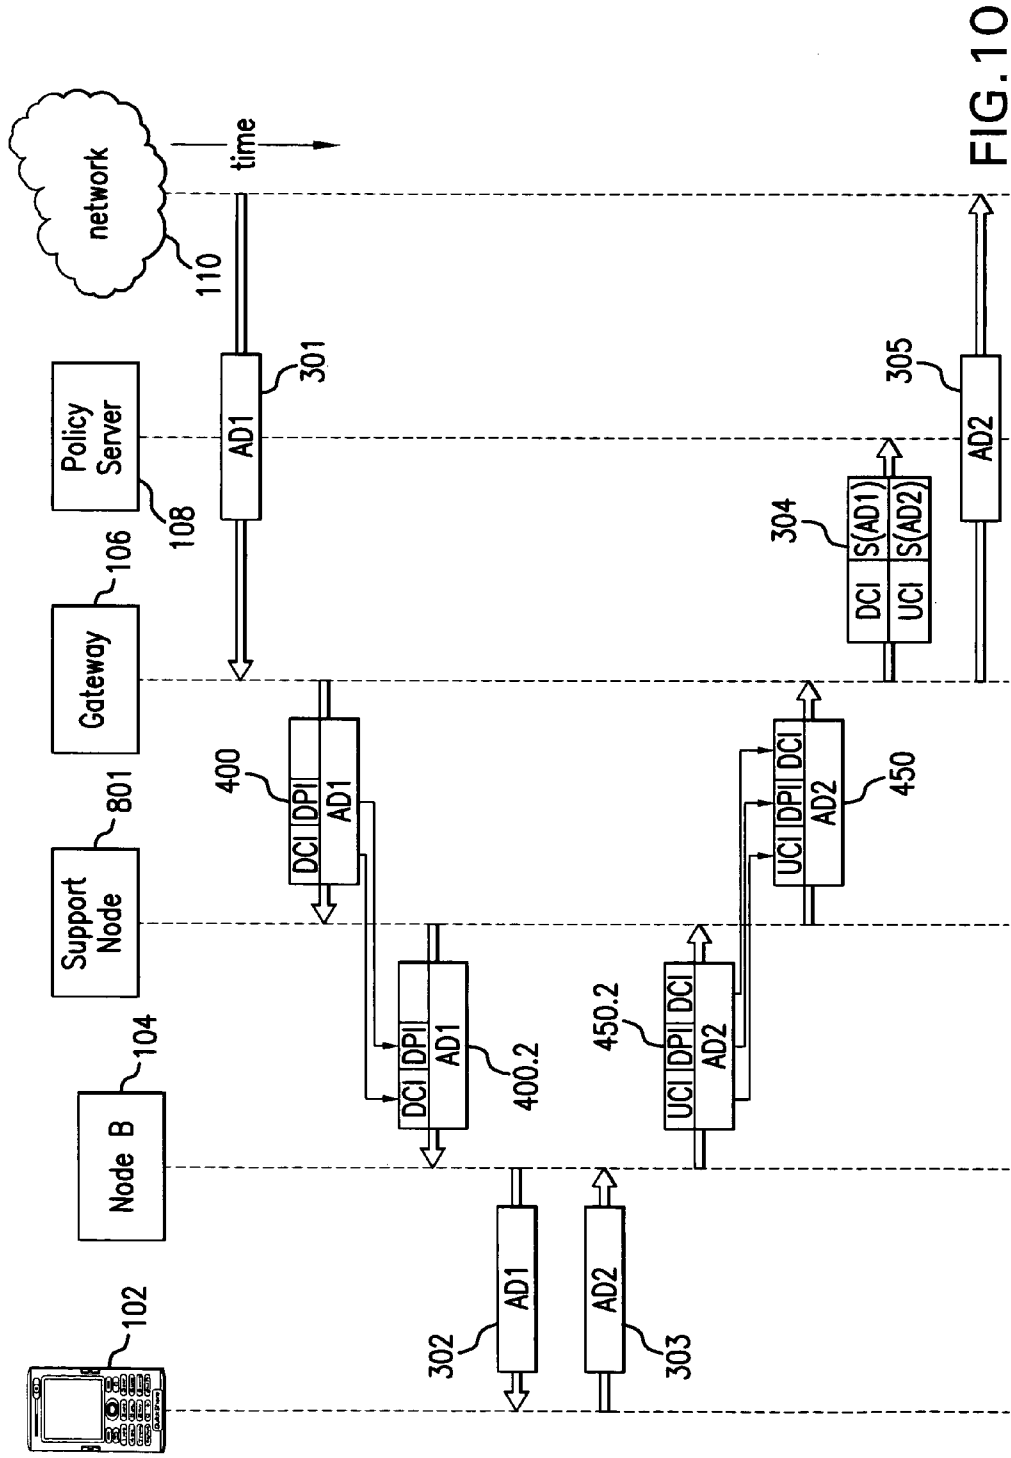 102
104
Node B
801
Support
Node
106
Gateway
108
Policy
Server
110
network
time
AD1
301
400
DCI DPI
AD1
DCI DPI
AD1
400.2
302
AD1
AD2
303
450.2
UCI DPI DCI
AD2
UCI DPI DCI
AD2
450
304
DCI S(AD1)
UCI S(AD2)
305
AD2
FIG.10